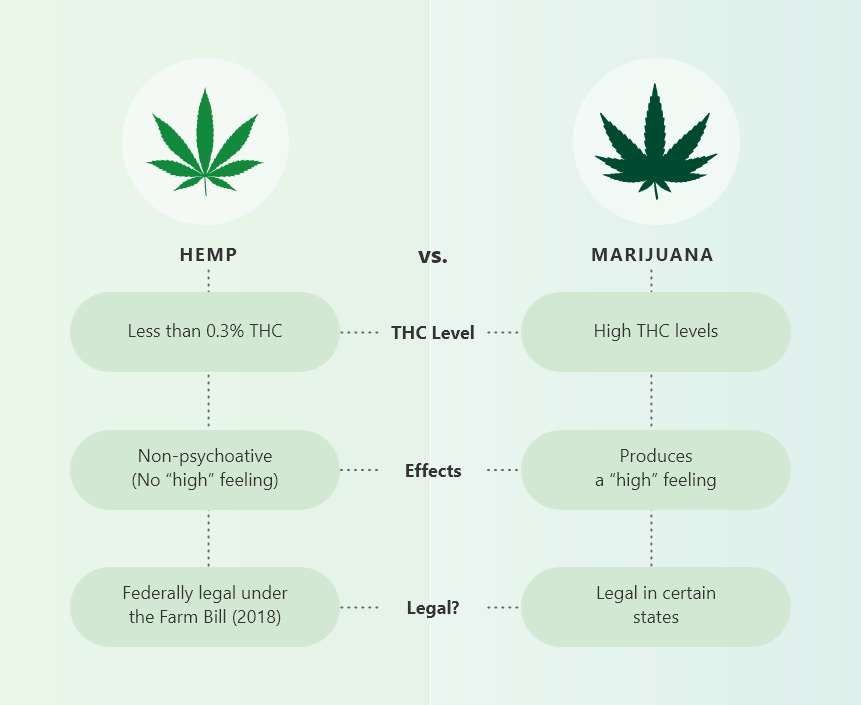 HEMP
vs.
MARIJUANA
Less than 0.3% THC
THC Level
High THC levels
Non-psychoative
(No “high” feeling)
Effects
Produces
a “high” feeling
Federally legal under
the Farm Bill (2018)
Legal?
Legal in certain
states